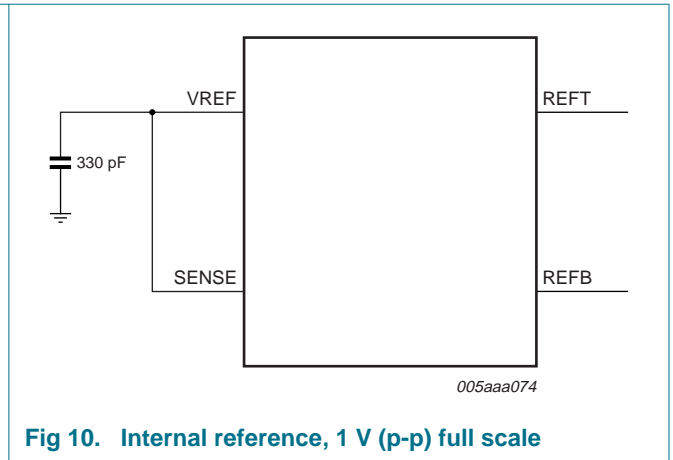 VREF
REFT
330 pF
SENSE
REFB
005aaa074
Fig 10. Internal reference, 1 V (p-p) full scale